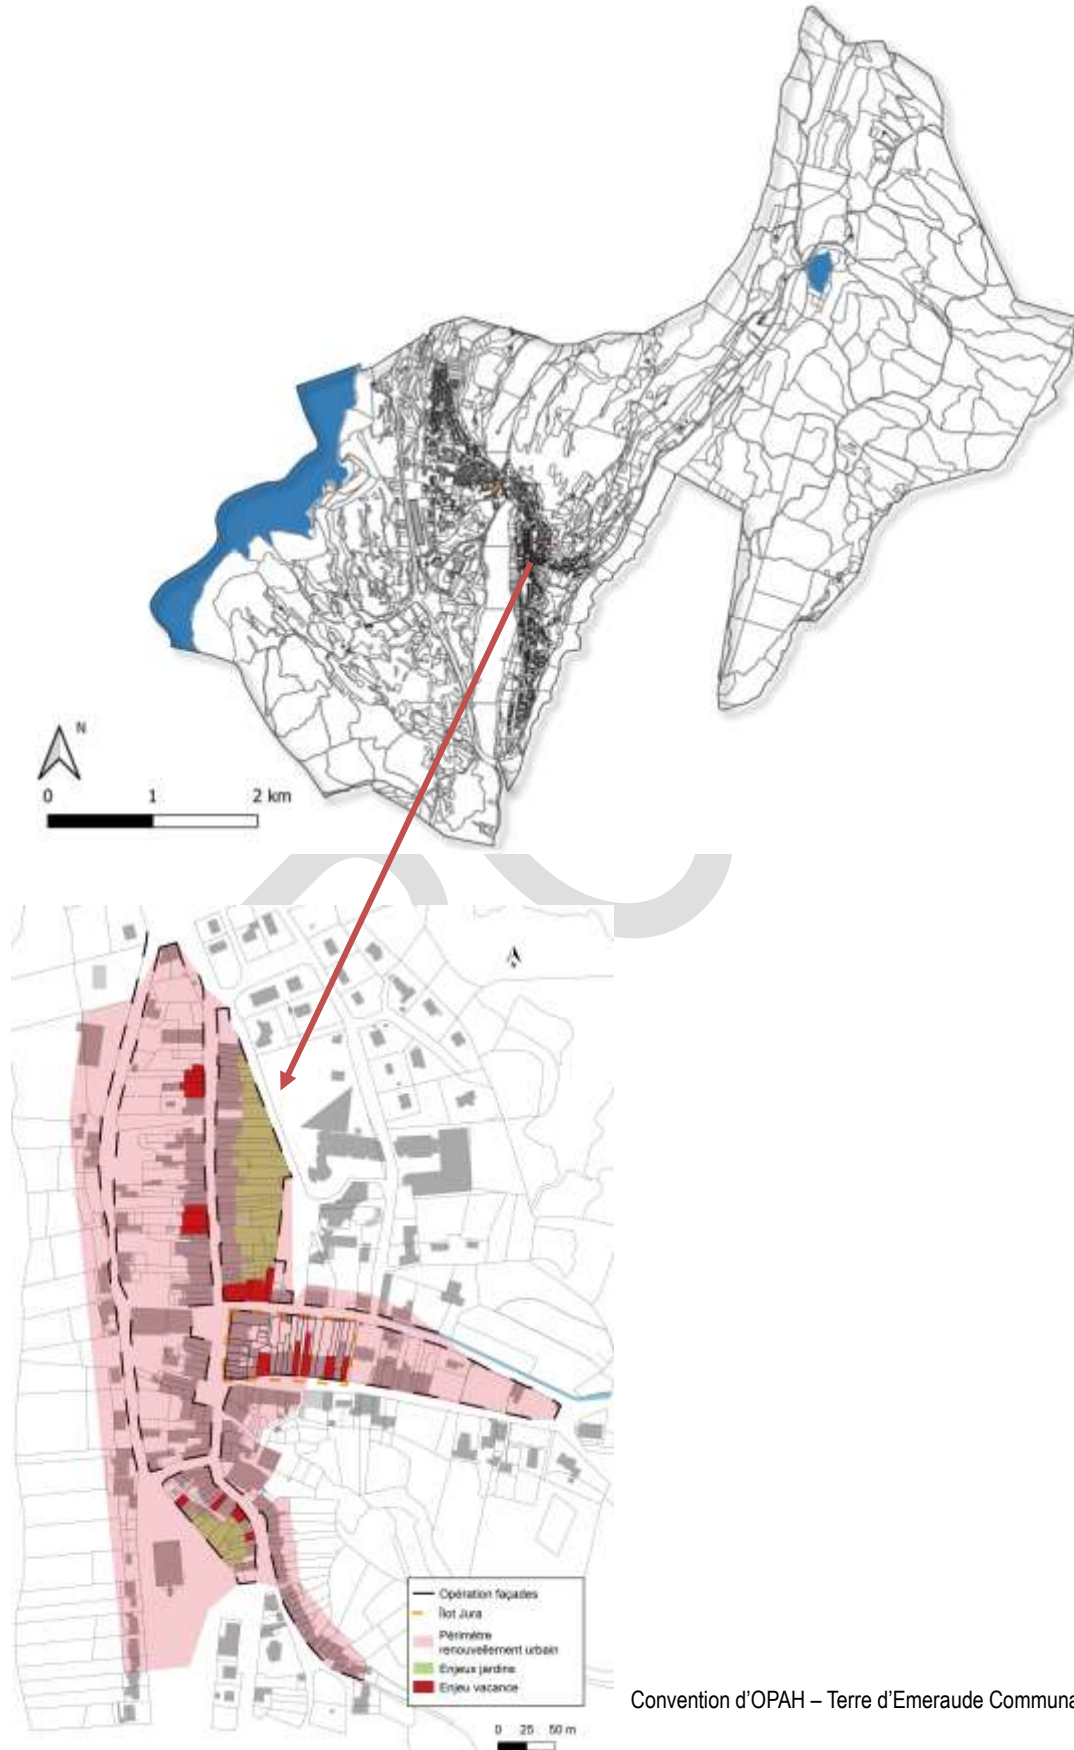 N
0 1 2 km
Opération façades
Îlot Jura
Périmètre
renouvellement urbain
Enjeux jardins
Enjeu vacance
0 25 50 m
Convention d'OPAH – Terre d'Emeraude Communa